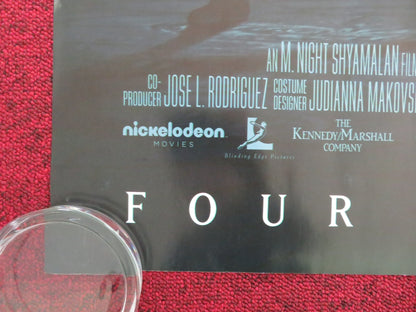 AN M. NIGHT SHYAMALAN FILM
CO-PRODUCER JOSE L. RODRIGUEZ COSTUME DESIGNER JUDIANNA MAKOVS
nickelodeon
MOVIES
Blinding Edge Pictures
THE
KENNEDY/MARSHALL
COMPANY
FOUR